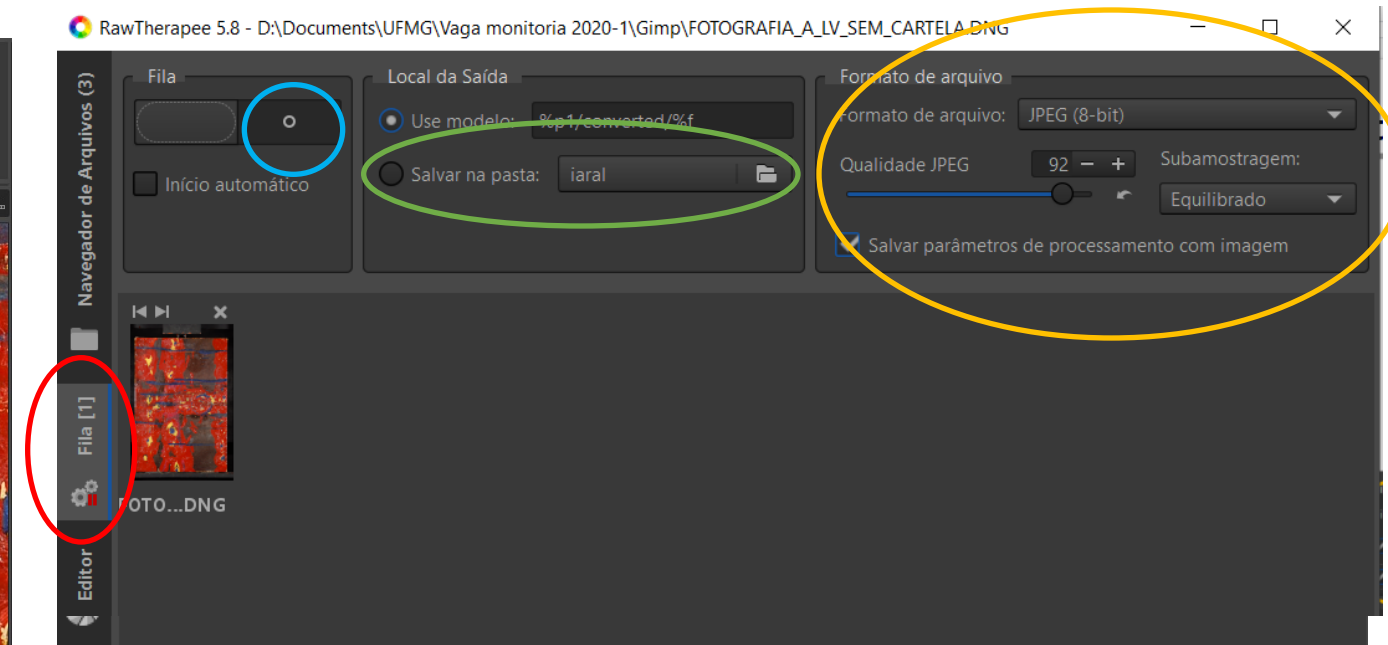 RawTherapee 5.8 - D:\Documents\UFMG\Vaga monitoria 2020-1\Gimp\FOTOGRAFIA_A_LV_SEM_CARTELA.DNG
Navegador de Arquivos (3)
Fila [1]
Editor
Fila
Início automático
Local da Saída
Use modelo: %p1/converted/%f
Salvar na pasta: iaral
Formato de arquivo
Formato de arquivo: JPEG (8-bit)
Qualidade JPEG 92 − + Subamostragem:
Equilibrado
Salvar parâmetros de processamento com imagem
FOTO...DNG